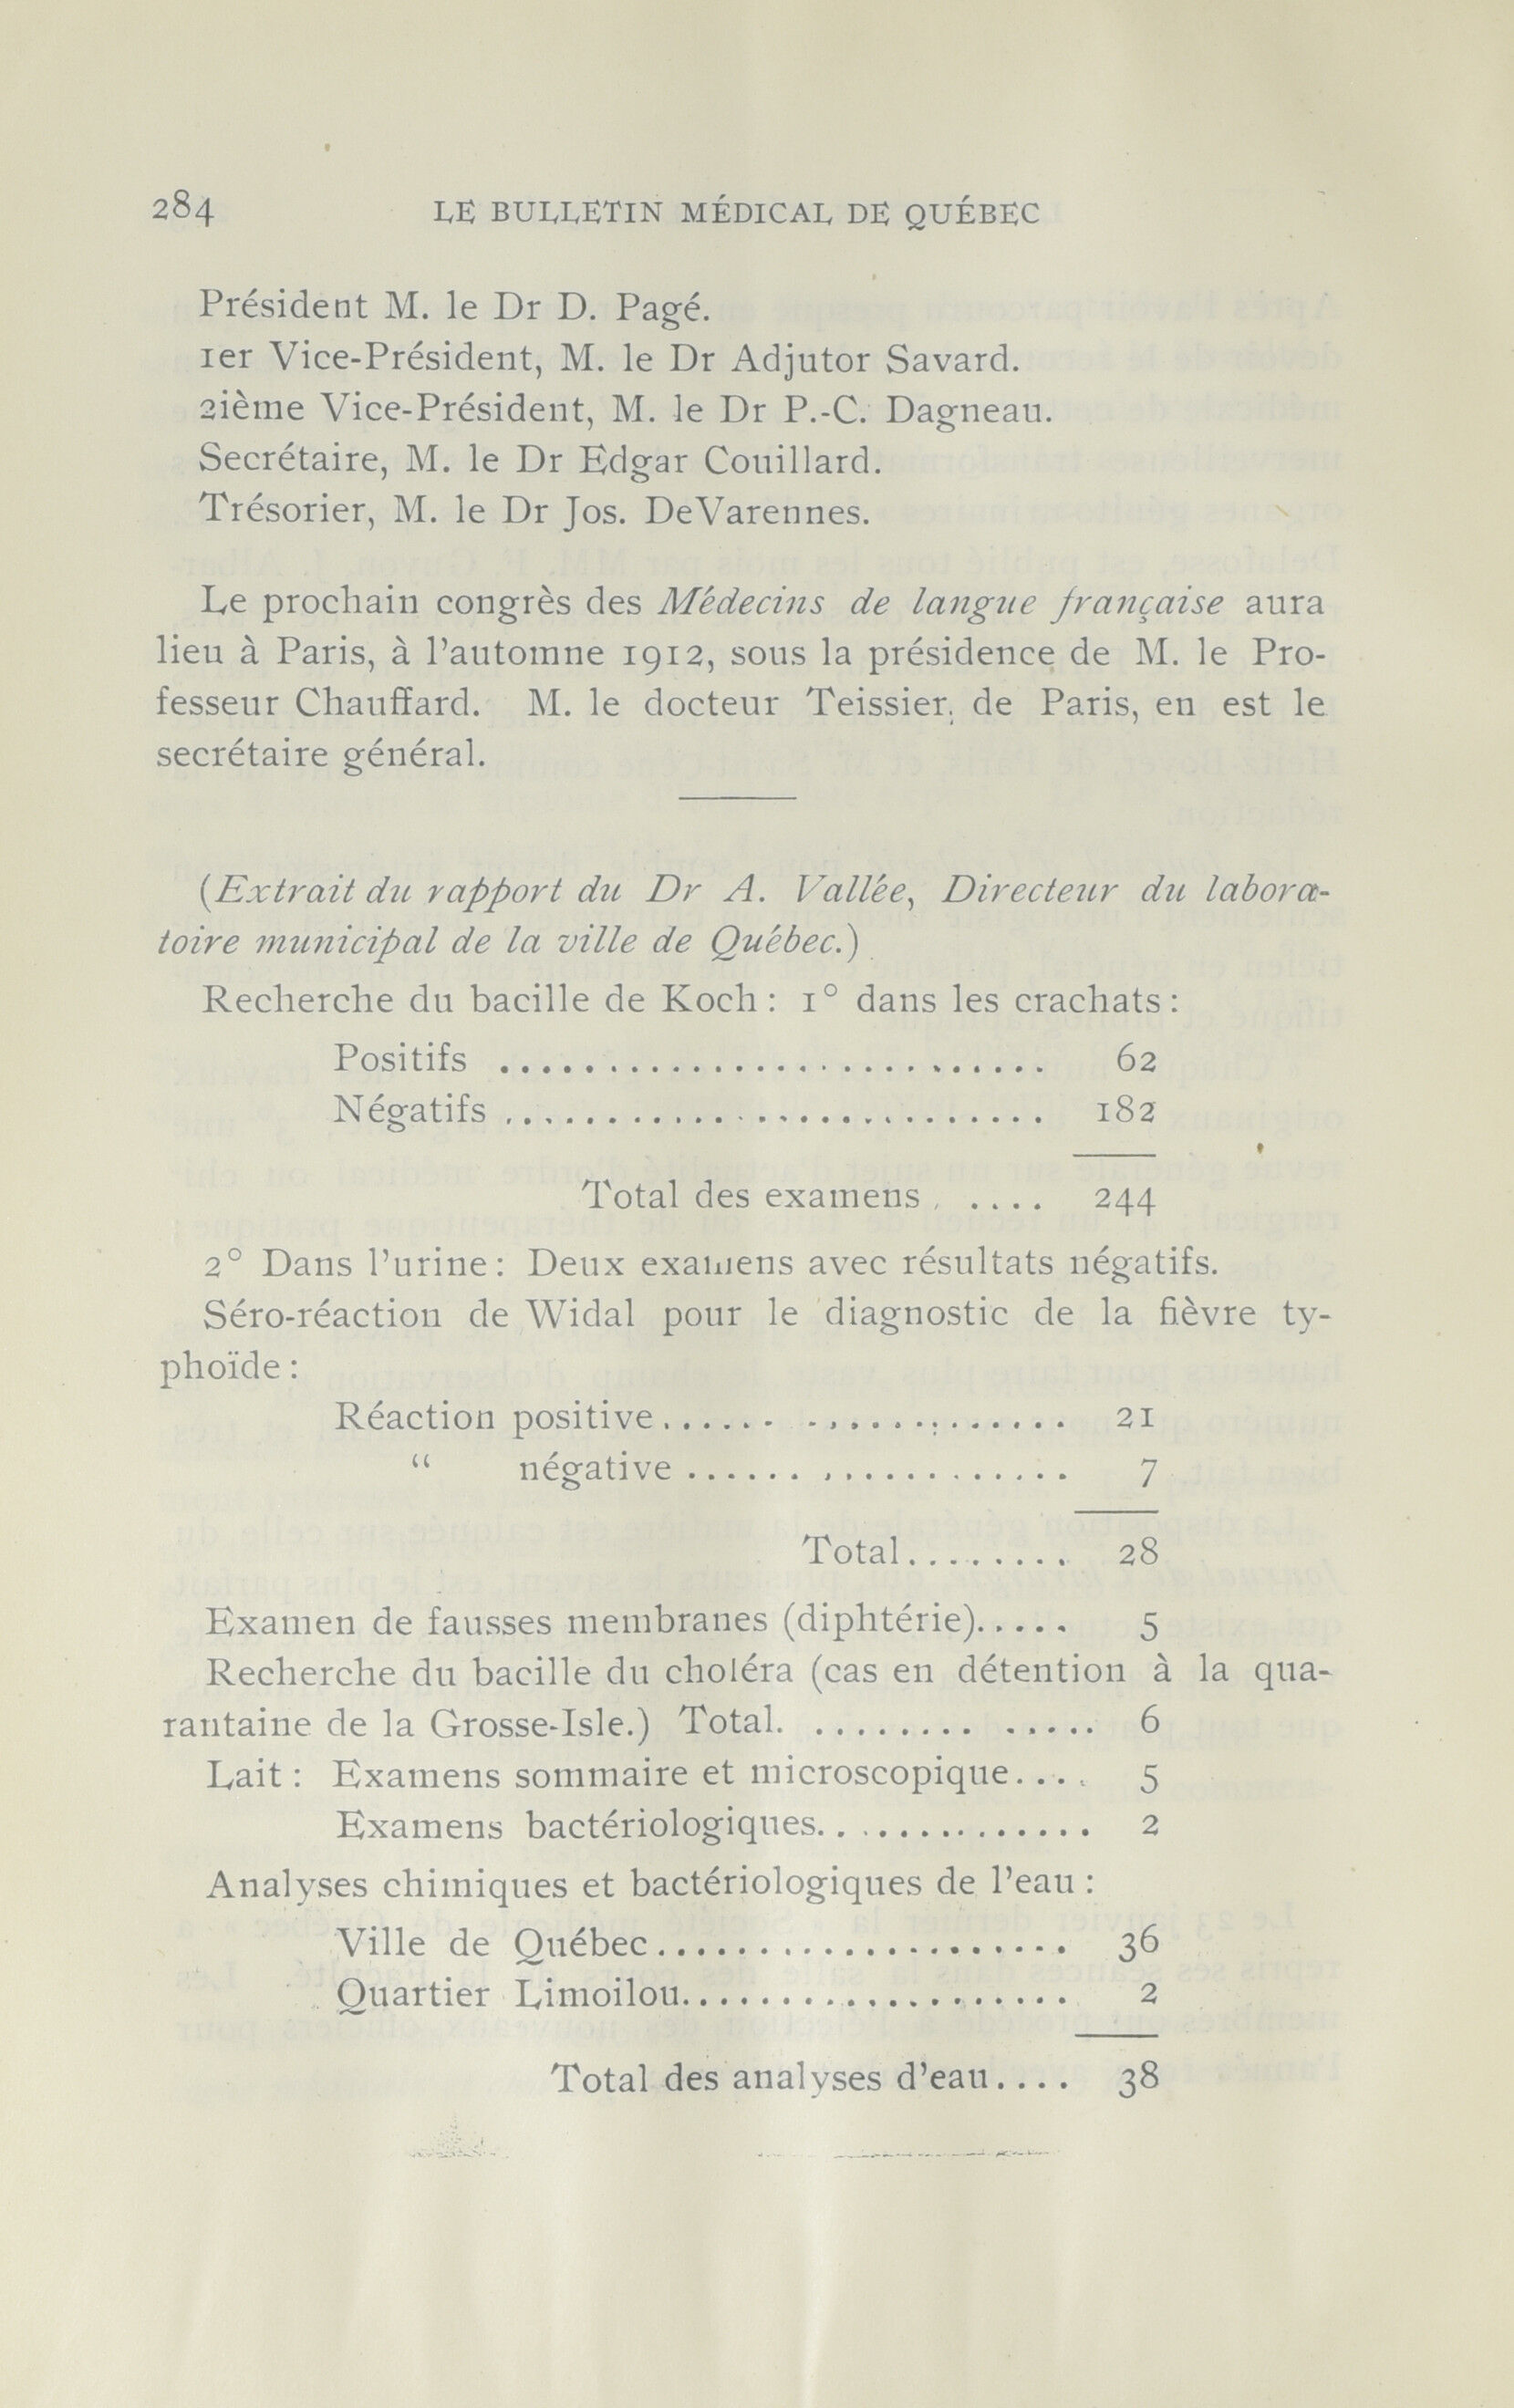 284 LE BULLETIN MÉDICAL DE QUÉBEC
Président M. le Dr D. Pagé.
1er Vice-Président, M. le Dr Adjutor Savard.
2ième Vice-Président, M. le Dr P.-C. Dagneau.
Secrétaire, M. le Dr Edgar Couillard.
Trésorier, M. le Dr Jos. DeVarennes.
Le prochain congrès des Médecins de langue française aura
lieu à Paris, à l'automne 1912, sous la présidence de M. le Pro-
fesseur Chauffard. M. le docteur Teissier, de Paris, en est le
secrétaire général.
(Extrait du rapport du Dr A. Vallée, Directeur du labora-
toire municipal de la ville de Québec.)
Recherche du bacille de Koch : 1° dans les crachats :
Positifs .......................... 62
Négatifs .......................... 182
Total des examens . .... 244
2° Dans l'urine : Deux examens avec résultats négatifs.
Séro-réaction de Widal pour le diagnostic de la fièvre ty-
phoïde :
Réaction positive................... 21
“ négative .................. 7
Total......... 28
Examen de fausses membranes (diphtérie)..... 5
Recherche du bacille du choléra (cas en détention à la qua-
rantaine de la Grosse-Isle.) Total. ............. 6
Lait : Examens sommaire et microscopique.... 5
Examens bactériologiques.............. 2
Analyses chimiques et bactériologiques de l'eau :
Ville de Québec..................... 36
Quartier Limoilou.................... 2
Total des analyses d'eau.... 38